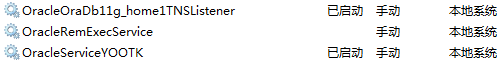 OracleOraDb11g_home1TNSListener 已启动 手动 本地系统
OracleRemExecService 手动 本地系统
OracleServiceYOOTK 已启动 手动 本地系统